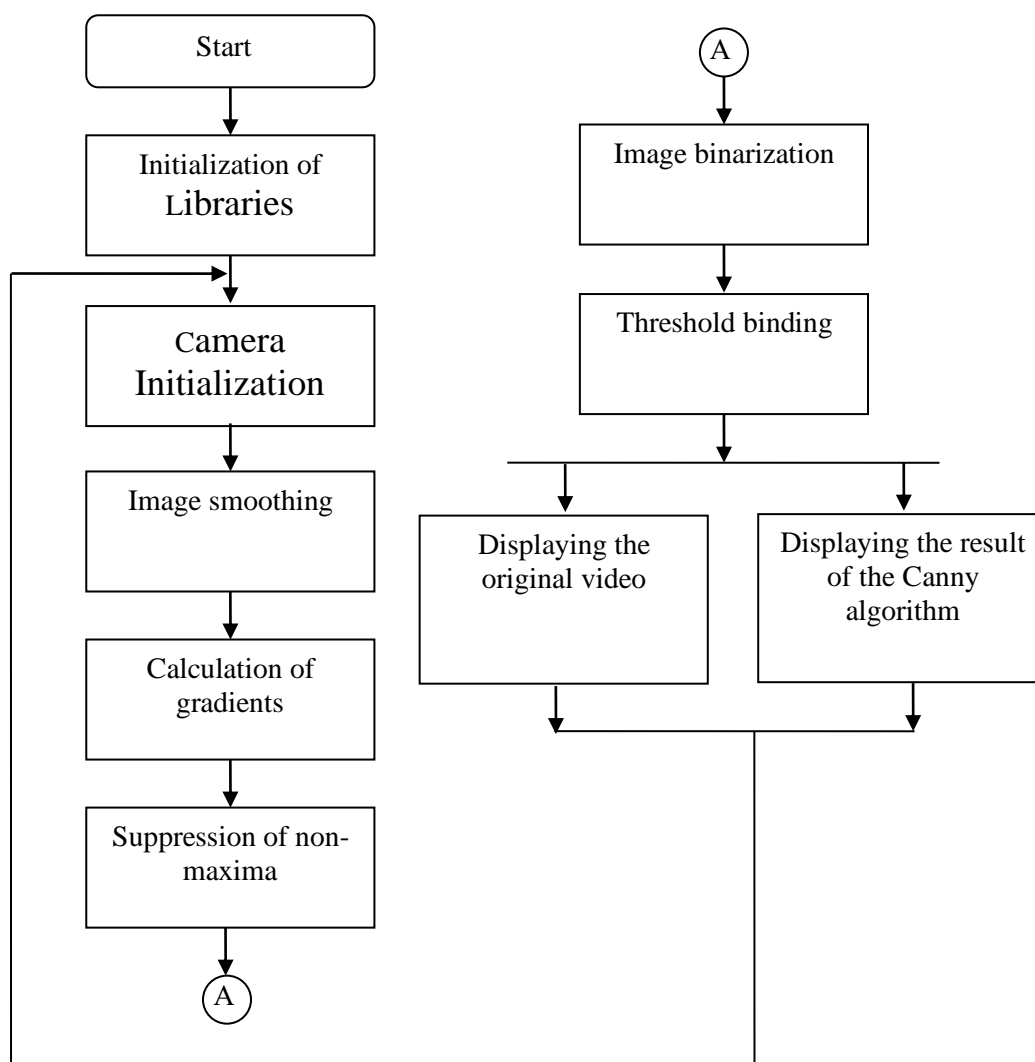 Start
Initialization of
Libraries
Camera
Initialization
Image smoothing
Calculation of
gradients
Suppression of non-
maxima
A
A
Image binarization
Threshold binding
Displaying the
original video
Displaying the result
of the Canny
algorithm